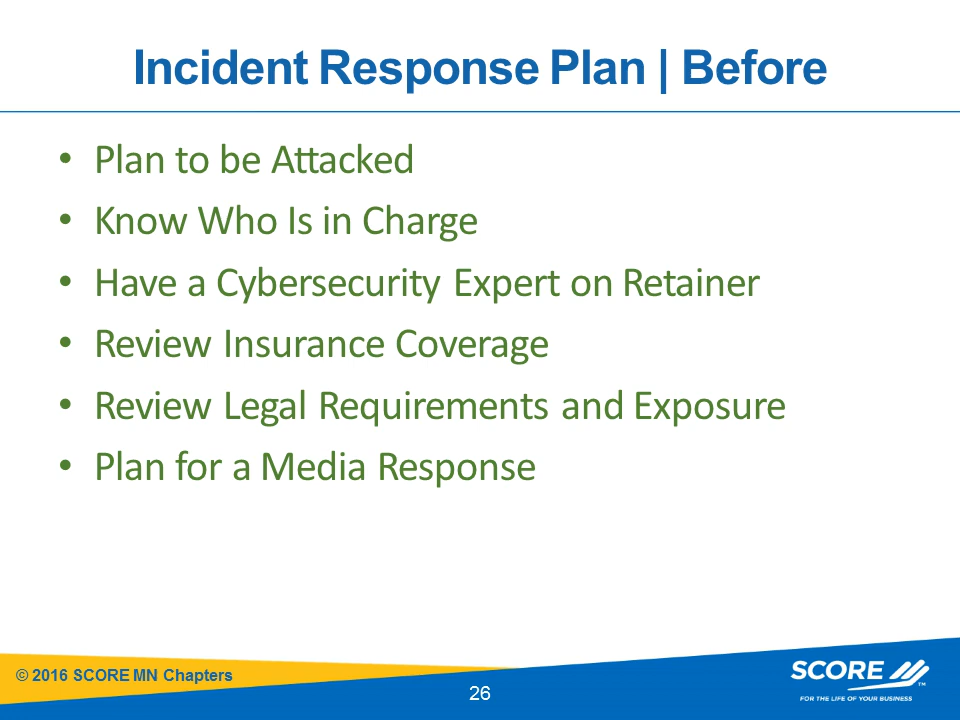 Incident Response Plan | Before
• Plan to be Attacked
• Know Who Is in Charge
• Have a Cybersecurity Expert on Retainer
• Review Insurance Coverage
• Review Legal Requirements and Exposure
• Plan for a Media Response
© 2016 SCORE MN Chapters
26
SCORE™
FOR THE LIFE OF YOUR BUSINESS